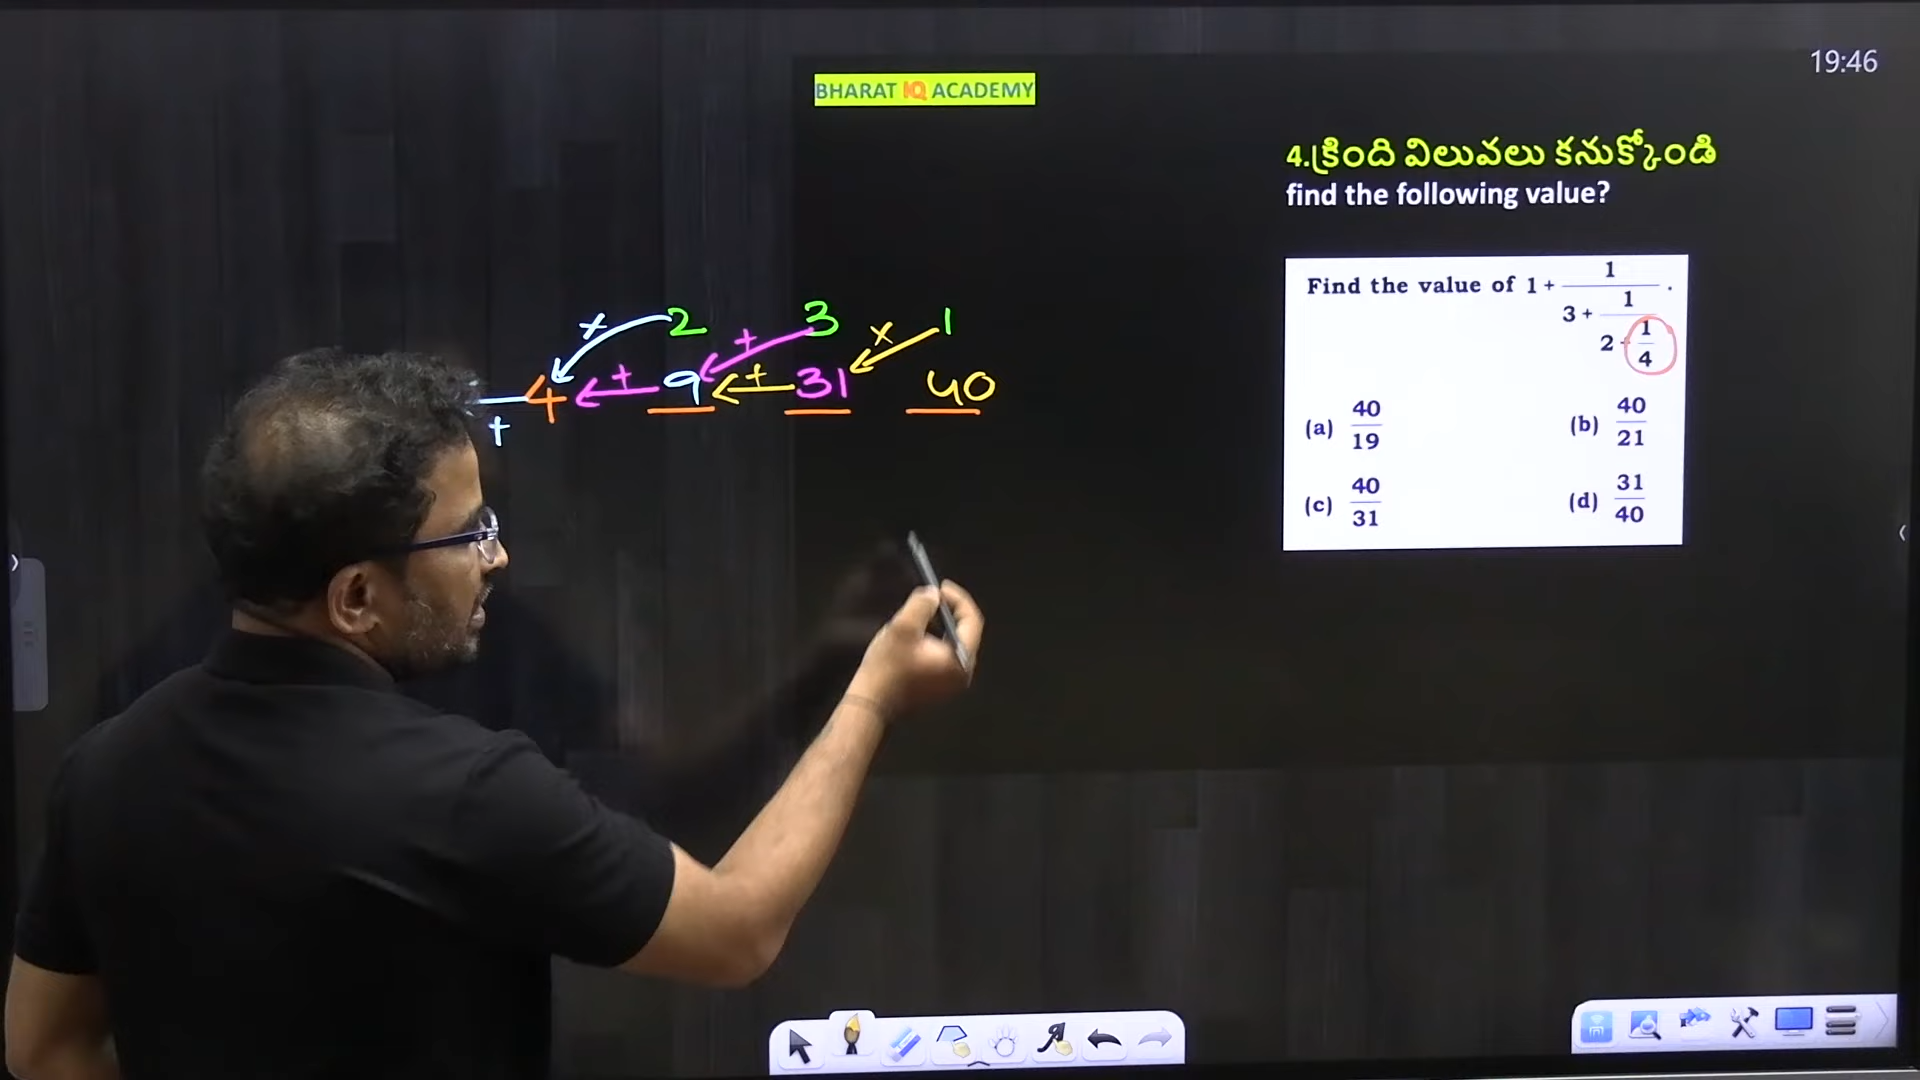 19:46
BHARAT IQ ACADEMY
4.క్రింది విలువలు కనుక్కోండి
find the following value?
Find the value of 1 + 1 / (3 + 1 / (2 + 1/4)) .
(a) 40/19 (b) 40/21
(c) 40/31 (d) 31/40
× 2 + 3 × 1
4 + 9 + 31 40
+